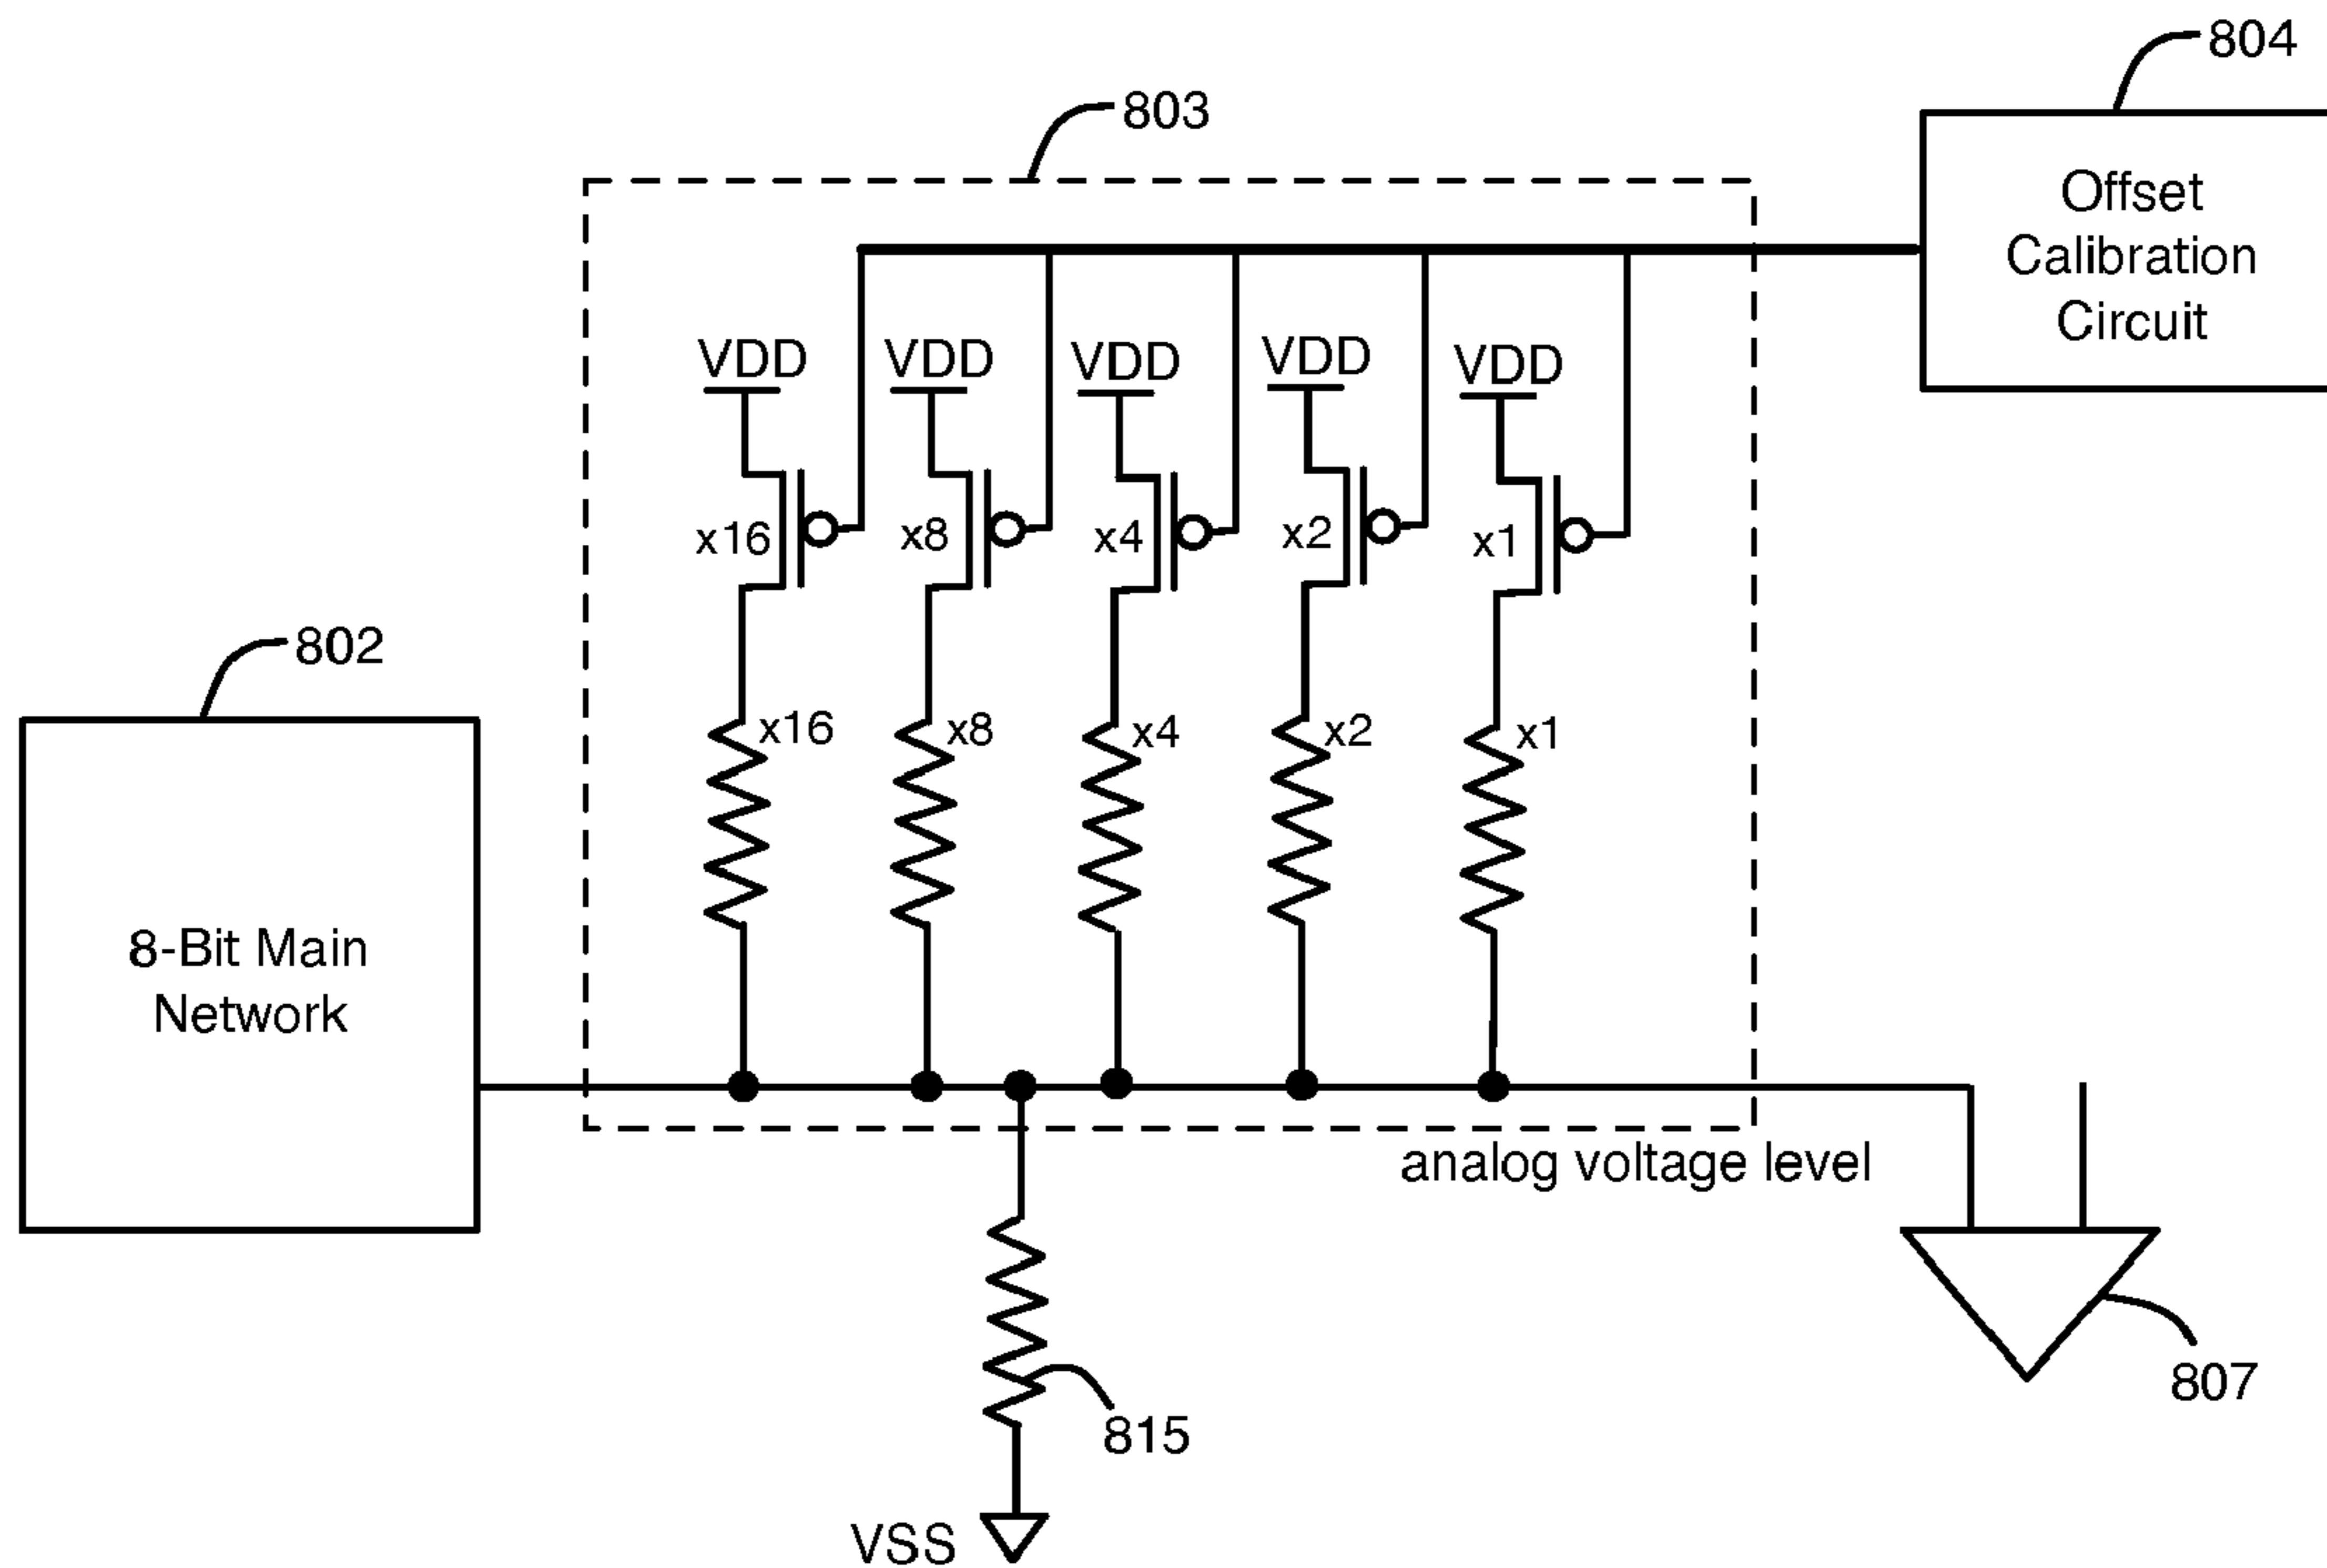 804
803
Offset
Calibration
Circuit
VDD VDD VDD VDD VDD
x16 x8 x4 x2 x1
802
x16 x8 x4 x2 x1
8-Bit Main
Network
analog voltage level
807
815
VSS